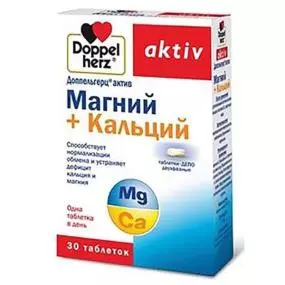 Doppel
herz®
aktiv
Доппельгерц® актив
Магний
+ Кальций
Способствует
нормализации
обмена и устраняет
дефицит
кальция и
магния
таблетки-ДЕПО
двухфазные
Mg
Ca
Одна
таблетка
в день
30 таблеток